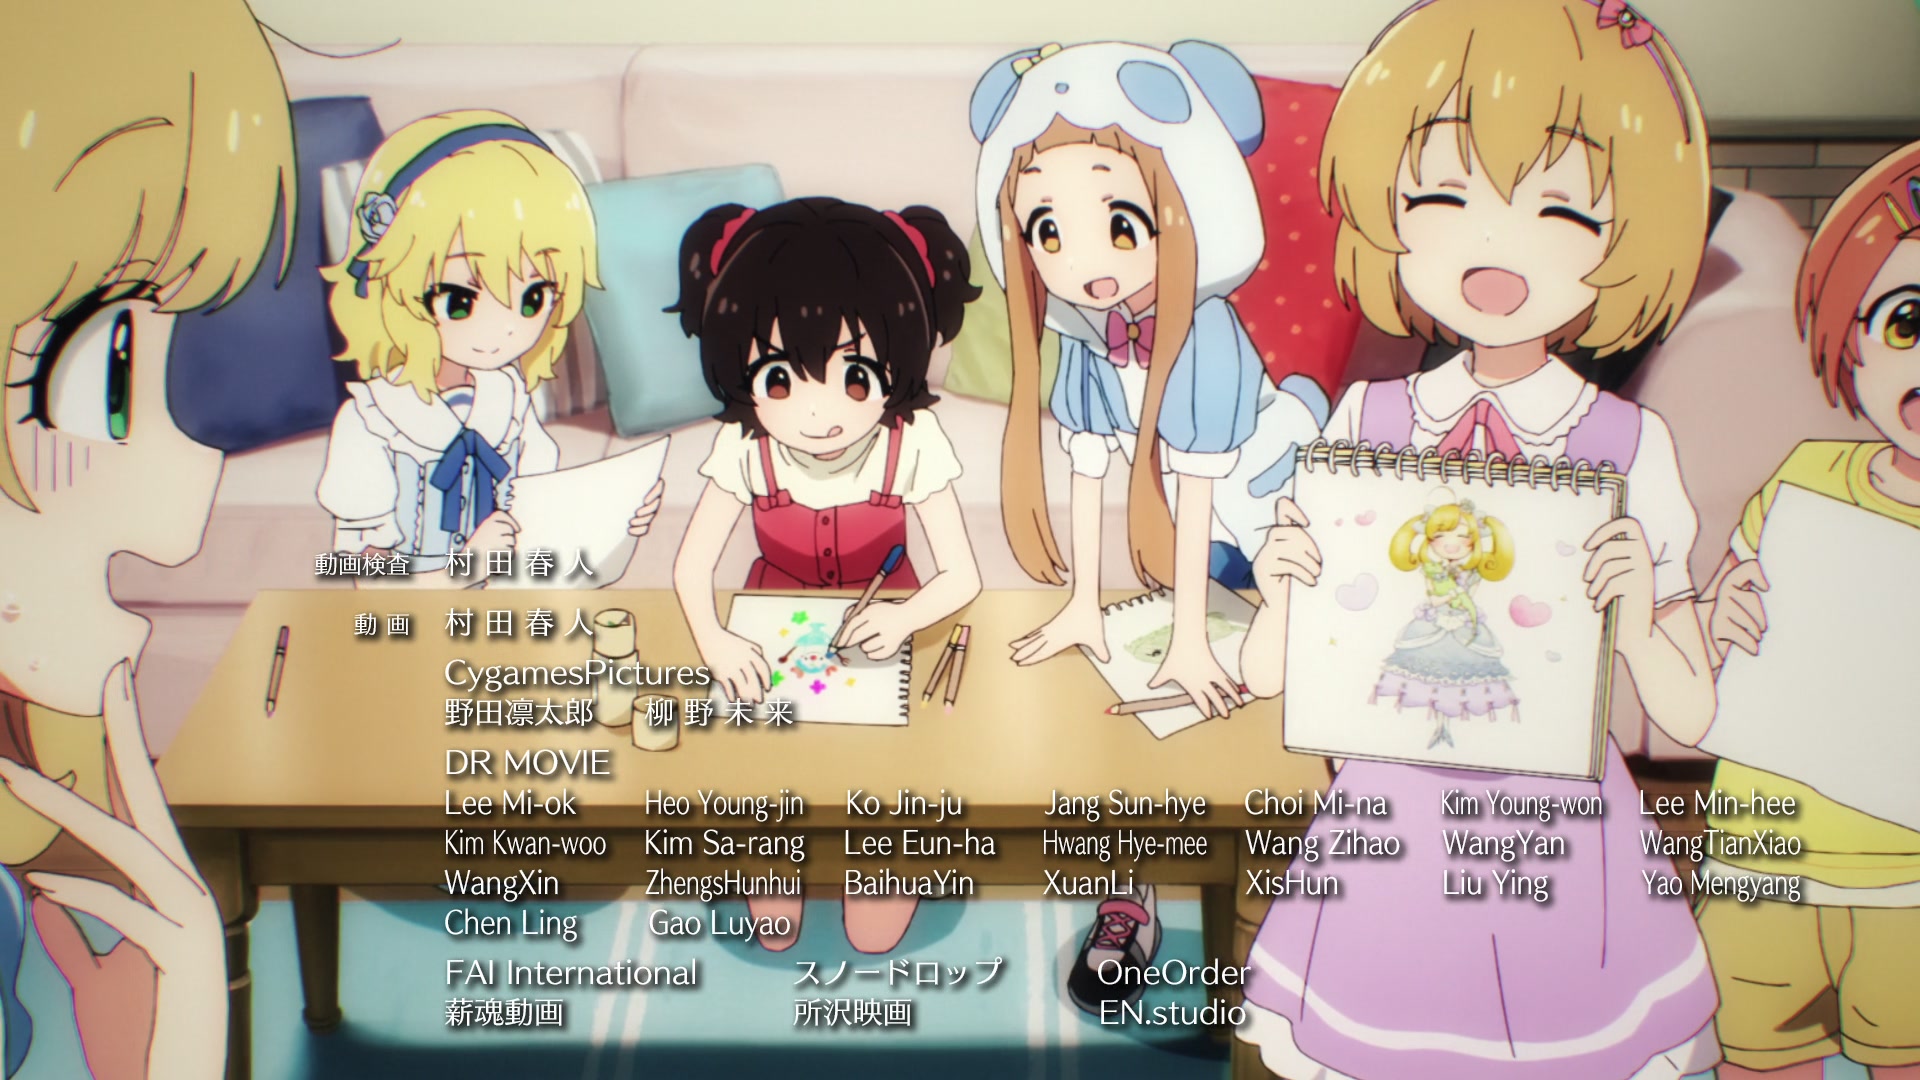 動画検査 村田春人
動画 村田春人
CygamesPictures
野田凛太郎 柳野未来
DR MOVIE
Lee Mi-ok Heo Young-jin Ko Jin-ju Jang Sun-hye Choi Mi-na Kim Young-won Lee Min-hee
Kim Kwan-woo Kim Sa-rang Lee Eun-ha Hwang Hye-mee Wang Zihao WangYan WangTianXiao
WangXin ZhengsHunhui BaihuaYin XuanLi XisHun Liu Ying Yao Mengyang
Chen Ling Gao Luyao
FAI International スノードロップ OneOrder
薪魂動画 所沢映画 EN.studio